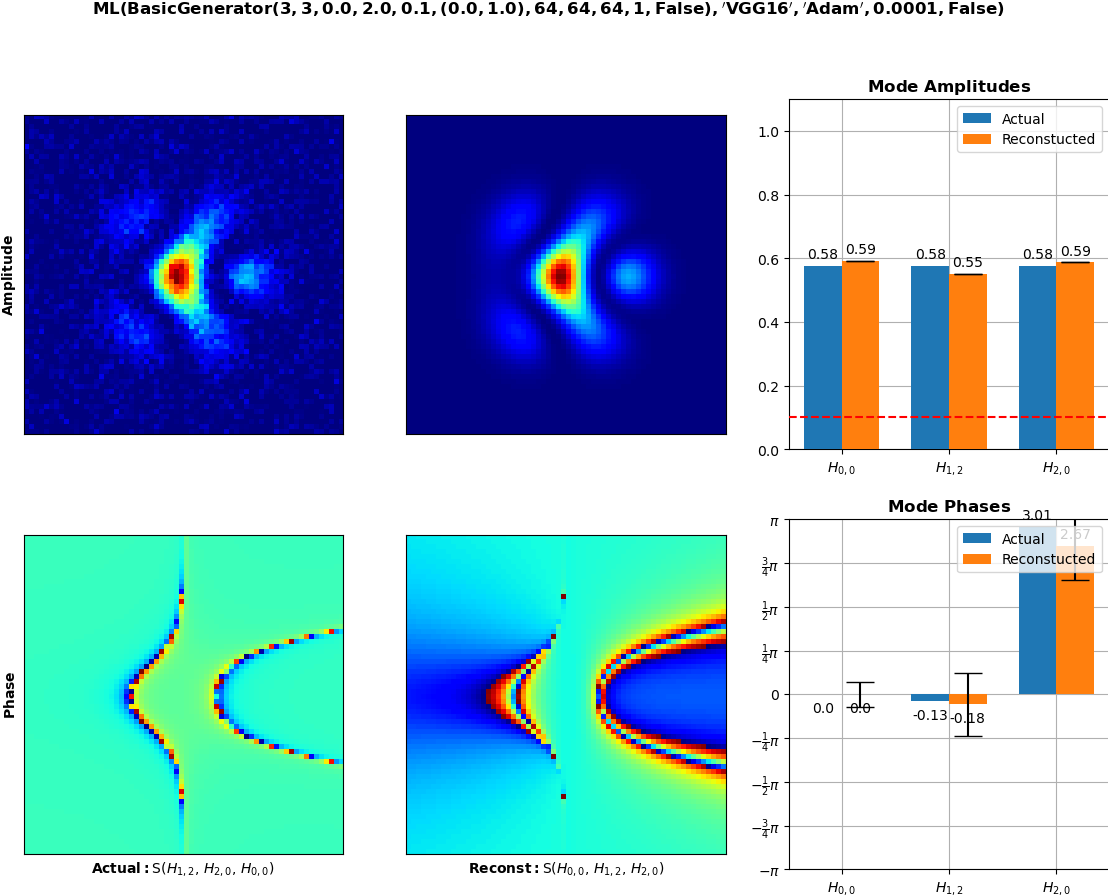 ML(BasicGenerator(3, 3, 0.0, 2.0, 0.1, (0.0, 1.0), 64, 64, 64, 1, False), ′VGG16′, ′Adam′, 0.0001, False)
Mode Amplitudes
Amplitude
Actual
Reconstucted
1.0
0.8
0.6
0.4
0.2
0.0
0.58
0.59
0.58
0.55
0.58
0.59
H0,0
H1,2
H2,0
Mode Phases
Phase
Actual
Reconstucted
π
3/4π
1/2π
1/4π
0
−1/4π
−1/2π
−3/4π
−π
0.0
0.0
-0.13
-0.18
3.01
2.67
H0,0
H1,2
H2,0
Actual: S(H1,2, H2,0, H0,0)
Reconst: S(H0,0, H1,2, H2,0)